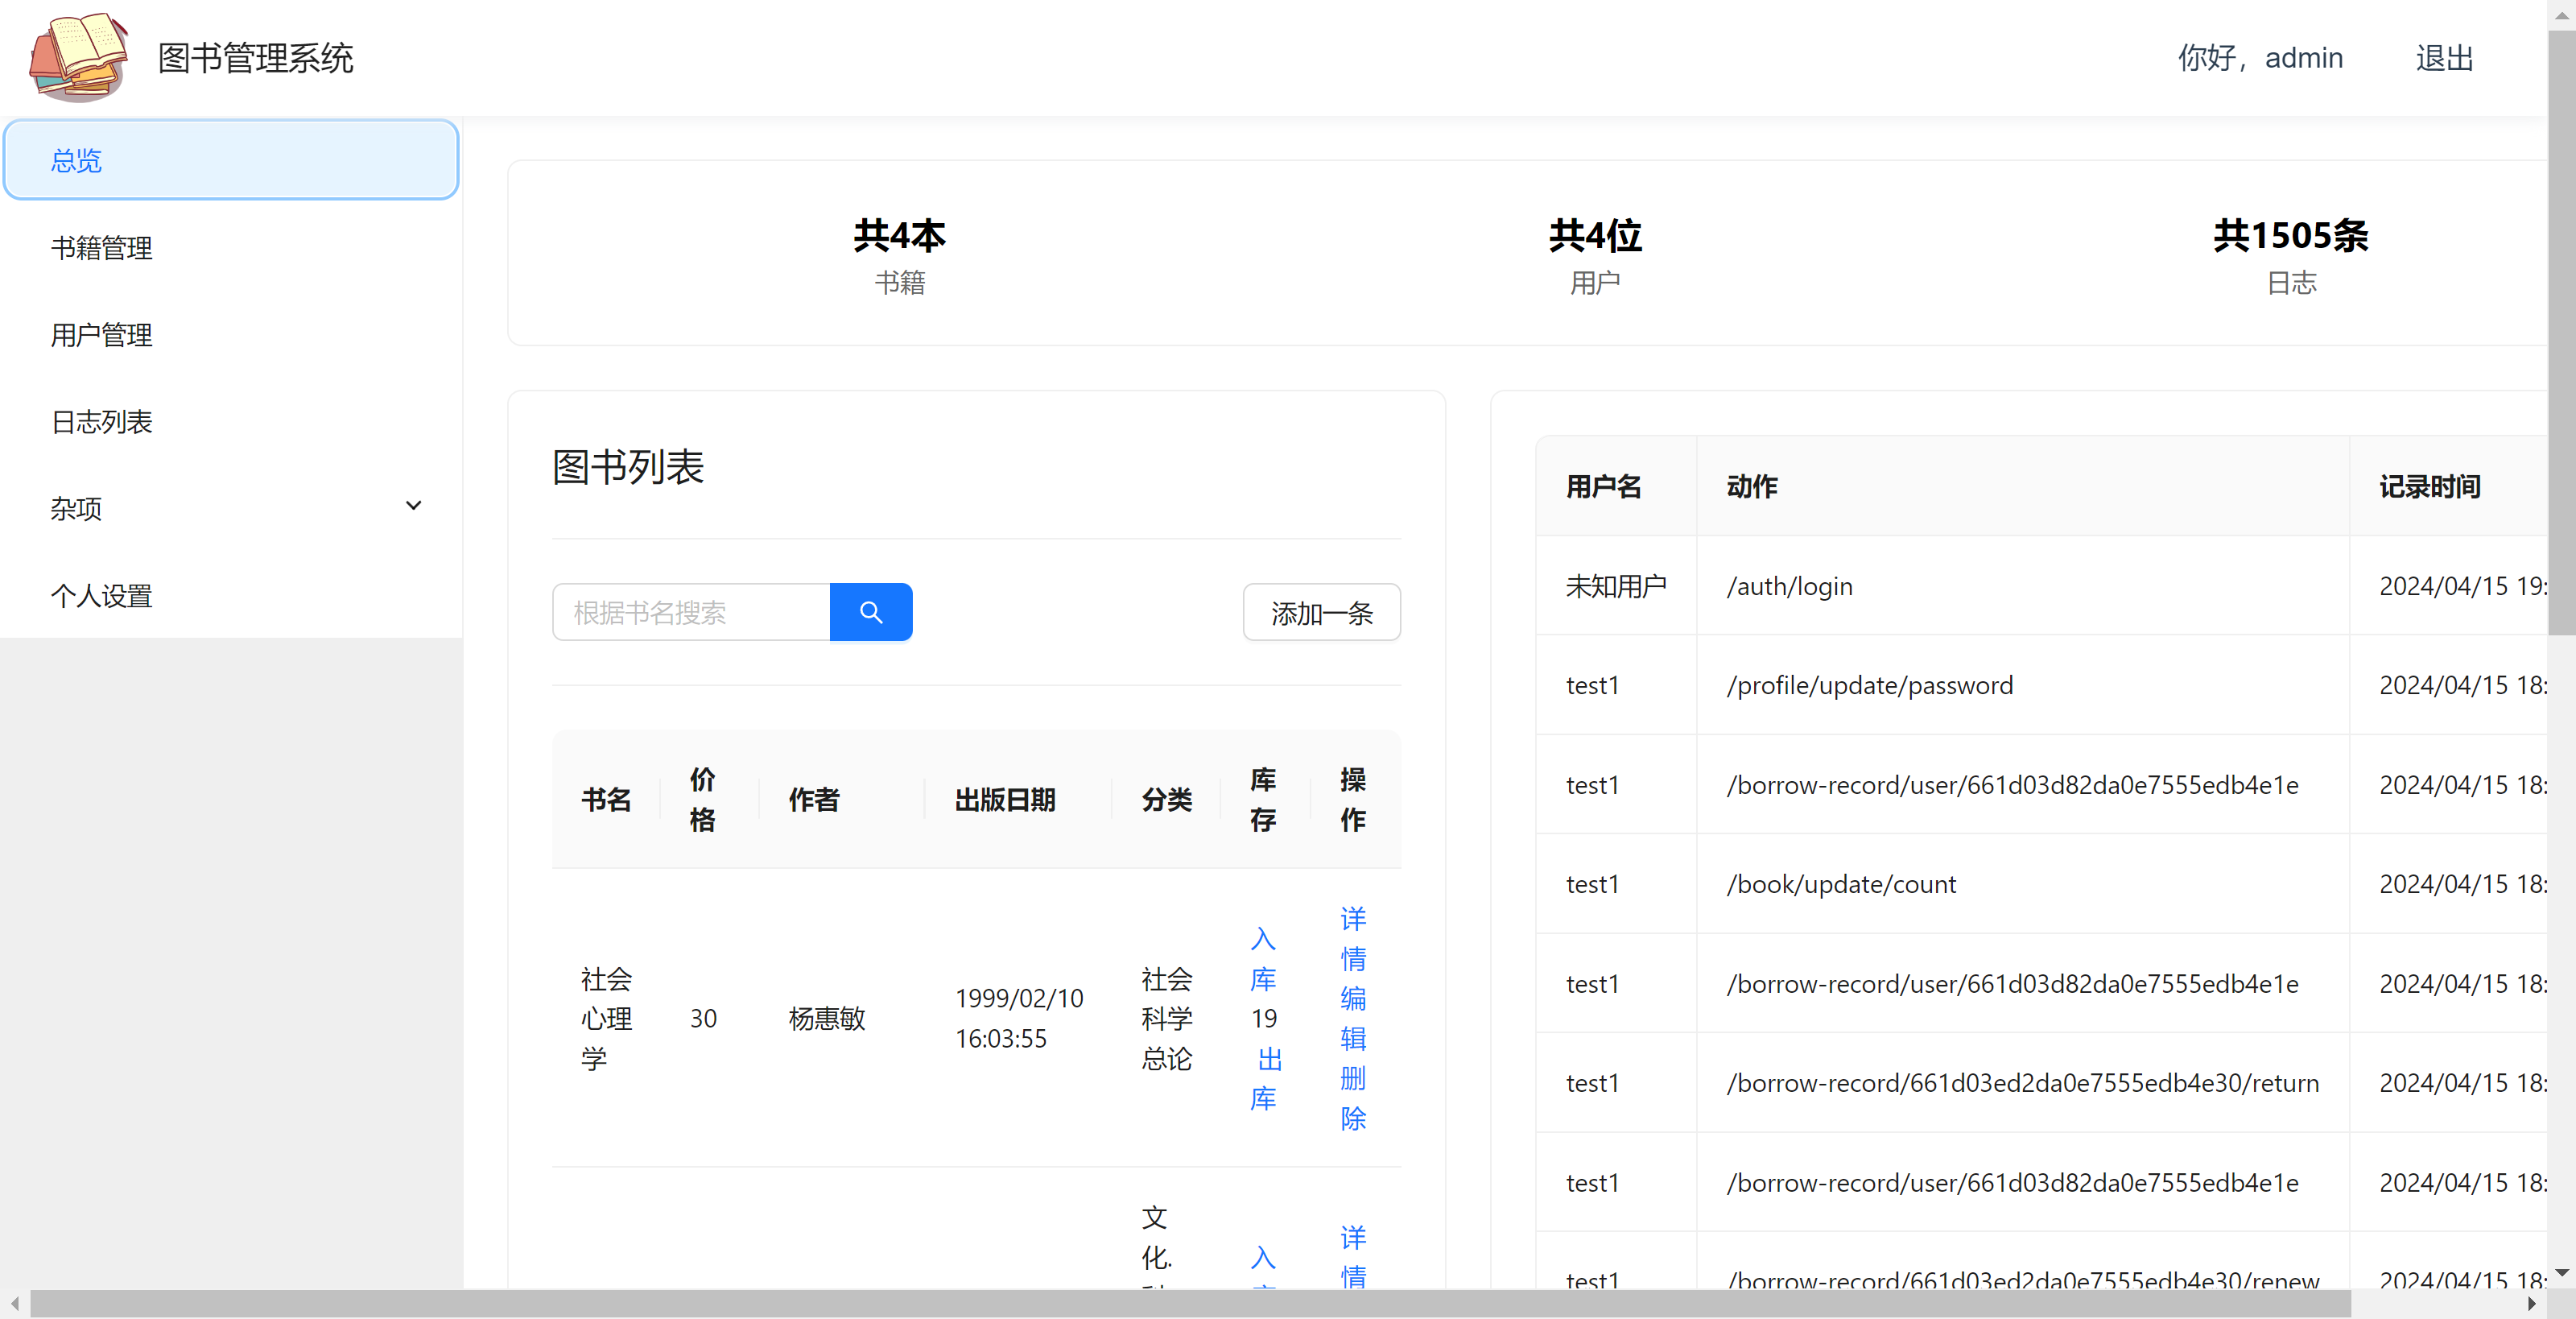 图书管理系统
你好，admin
退出
总览
书籍管理
用户管理
日志列表
杂项
个人设置
共4本
书籍
共4位
用户
共1505条
日志
图书列表
根据书名搜索
添加一条
书名
价
格
作者
出版日期
分类
库
存
操
作
社会
心理
学
30
杨惠敏
1999/02/10
16:03:55
社会
科学
总论
入
库
19
出
库
详
情
编
辑
删
除
文
化.
入
详
情
用户名 动作 记录时间
未知用户 /auth/login 2024/04/15 19:
test1 /profile/update/password 2024/04/15 18:
test1 /borrow-record/user/661d03d82da0e7555edb4e1e 2024/04/15 18:
test1 /book/update/count 2024/04/15 18:
test1 /borrow-record/user/661d03d82da0e7555edb4e1e 2024/04/15 18:
test1 /borrow-record/661d03ed2da0e7555edb4e30/return 2024/04/15 18:
test1 /borrow-record/user/661d03d82da0e7555edb4e1e 2024/04/15 18:
test1 /borrow-record/661d03ed2da0e7555edb4e30/renew 2024/04/15 18: